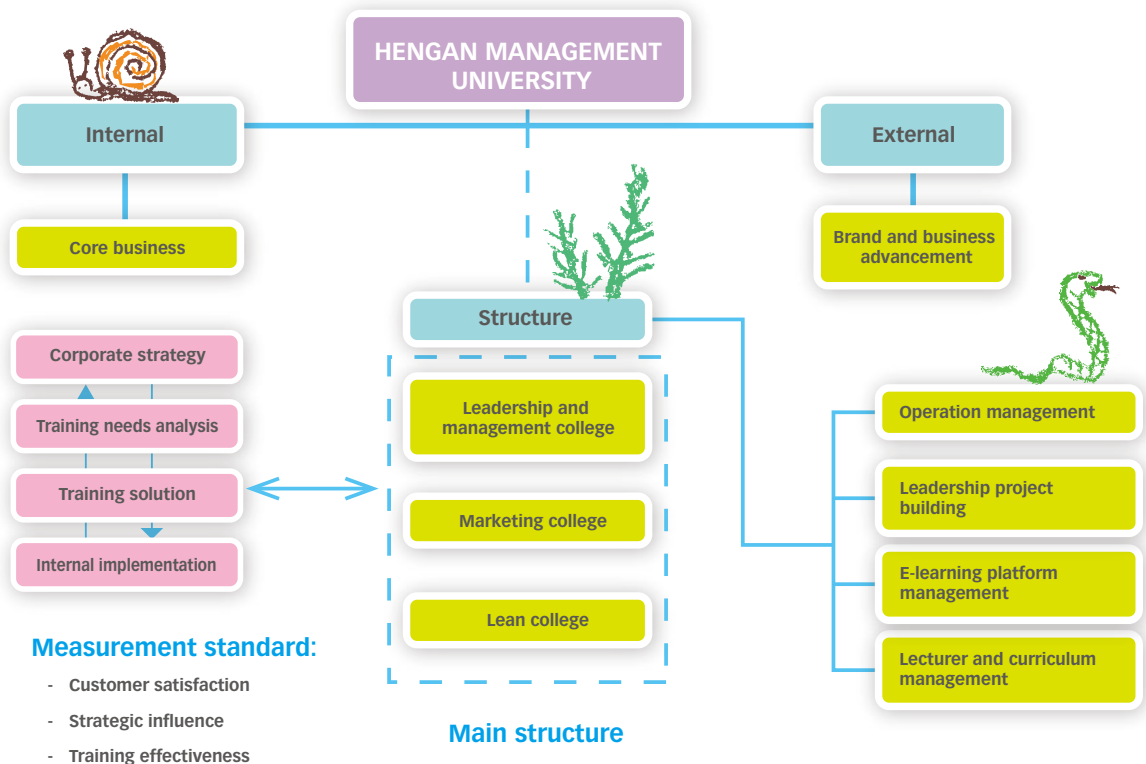 HENGAN MANAGEMENT
UNIVERSITY
Internal
External
Core business
Brand and business
advancement
Structure
Corporate strategy
Training needs analysis
Training solution
Internal implementation
Leadership and
management college
Marketing college
Lean college
Operation management
Leadership project
building
E-learning platform
management
Lecturer and curriculum
management
Measurement standard:
- Customer satisfaction
- Strategic influence
- Training effectiveness
Main structure